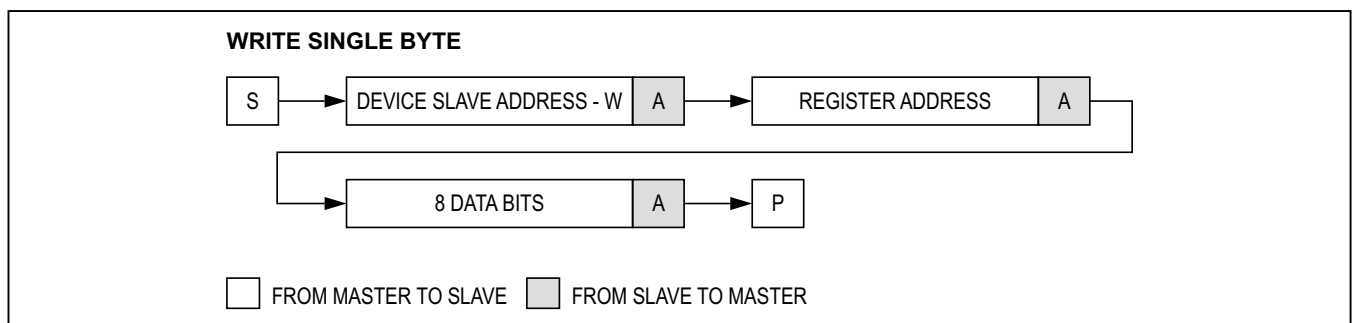 WRITE SINGLE BYTE
S DEVICE SLAVE ADDRESS - W A REGISTER ADDRESS A
8 DATA BITS A P
FROM MASTER TO SLAVE FROM SLAVE TO MASTER